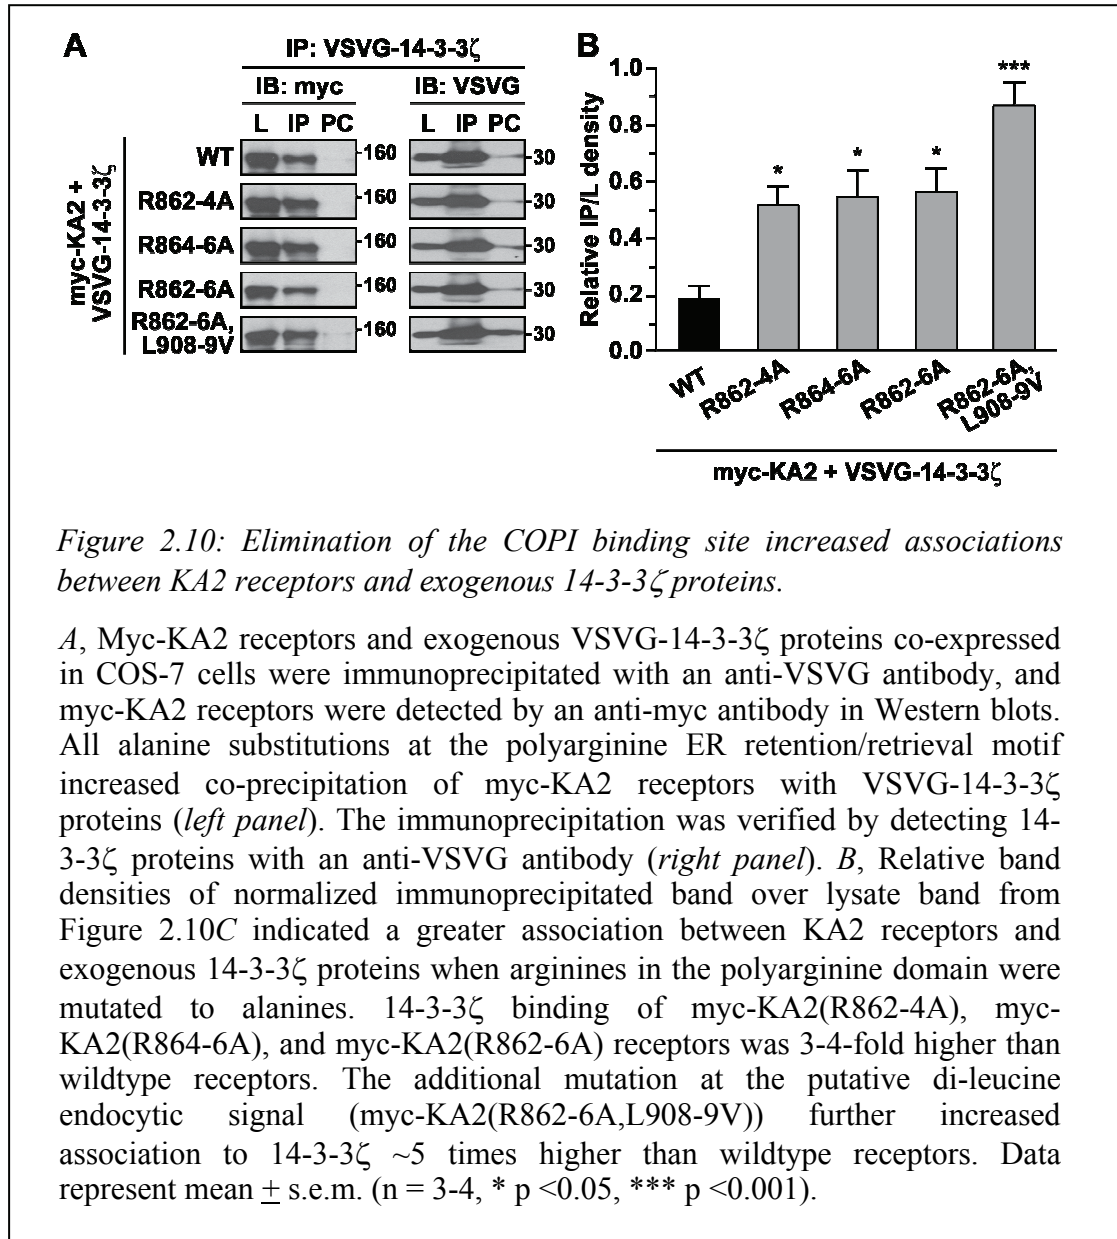 A
IP: VSVG-14-3-3ζ
IB: myc
IB: VSVG
L IP PC
L IP PC
myc-KA2 +
VSVG-14-3-3ζ
WT
-160
-30
R862-4A
-160
-30
R864-6A
-160
-30
R862-6A
-160
-30
R862-6A,
L908-9V
-160
-30
B
Relative IP/L density
1.0
0.8
0.6
0.4
0.2
0.0
*
*
*
***
WT
R862-4A
R864-6A
R862-6A
R862-6A,
L908-9V
myc-KA2 + VSVG-14-3-3ζ
Figure 2.10: Elimination of the COPI binding site increased associations
between KA2 receptors and exogenous 14-3-3ζ proteins.
A, Myc-KA2 receptors and exogenous VSVG-14-3-3ζ proteins co-expressed
in COS-7 cells were immunoprecipitated with an anti-VSVG antibody, and
myc-KA2 receptors were detected by an anti-myc antibody in Western blots.
All alanine substitutions at the polyarginine ER retention/retrieval motif
increased co-precipitation of myc-KA2 receptors with VSVG-14-3-3ζ
proteins (left panel). The immunoprecipitation was verified by detecting 14-
3-3ζ proteins with an anti-VSVG antibody (right panel). B, Relative band
densities of normalized immunoprecipitated band over lysate band from
Figure 2.10C indicated a greater association between KA2 receptors and
exogenous 14-3-3ζ proteins when arginines in the polyarginine domain were
mutated to alanines. 14-3-3ζ binding of myc-KA2(R862-4A), myc-
KA2(R864-6A), and myc-KA2(R862-6A) receptors was 3-4-fold higher than
wildtype receptors. The additional mutation at the putative di-leucine
endocytic signal (myc-KA2(R862-6A,L908-9V)) further increased
association to 14-3-3ζ ~5 times higher than wildtype receptors. Data
represent mean ± s.e.m. (n = 3-4, * p <0.05, *** p <0.001).